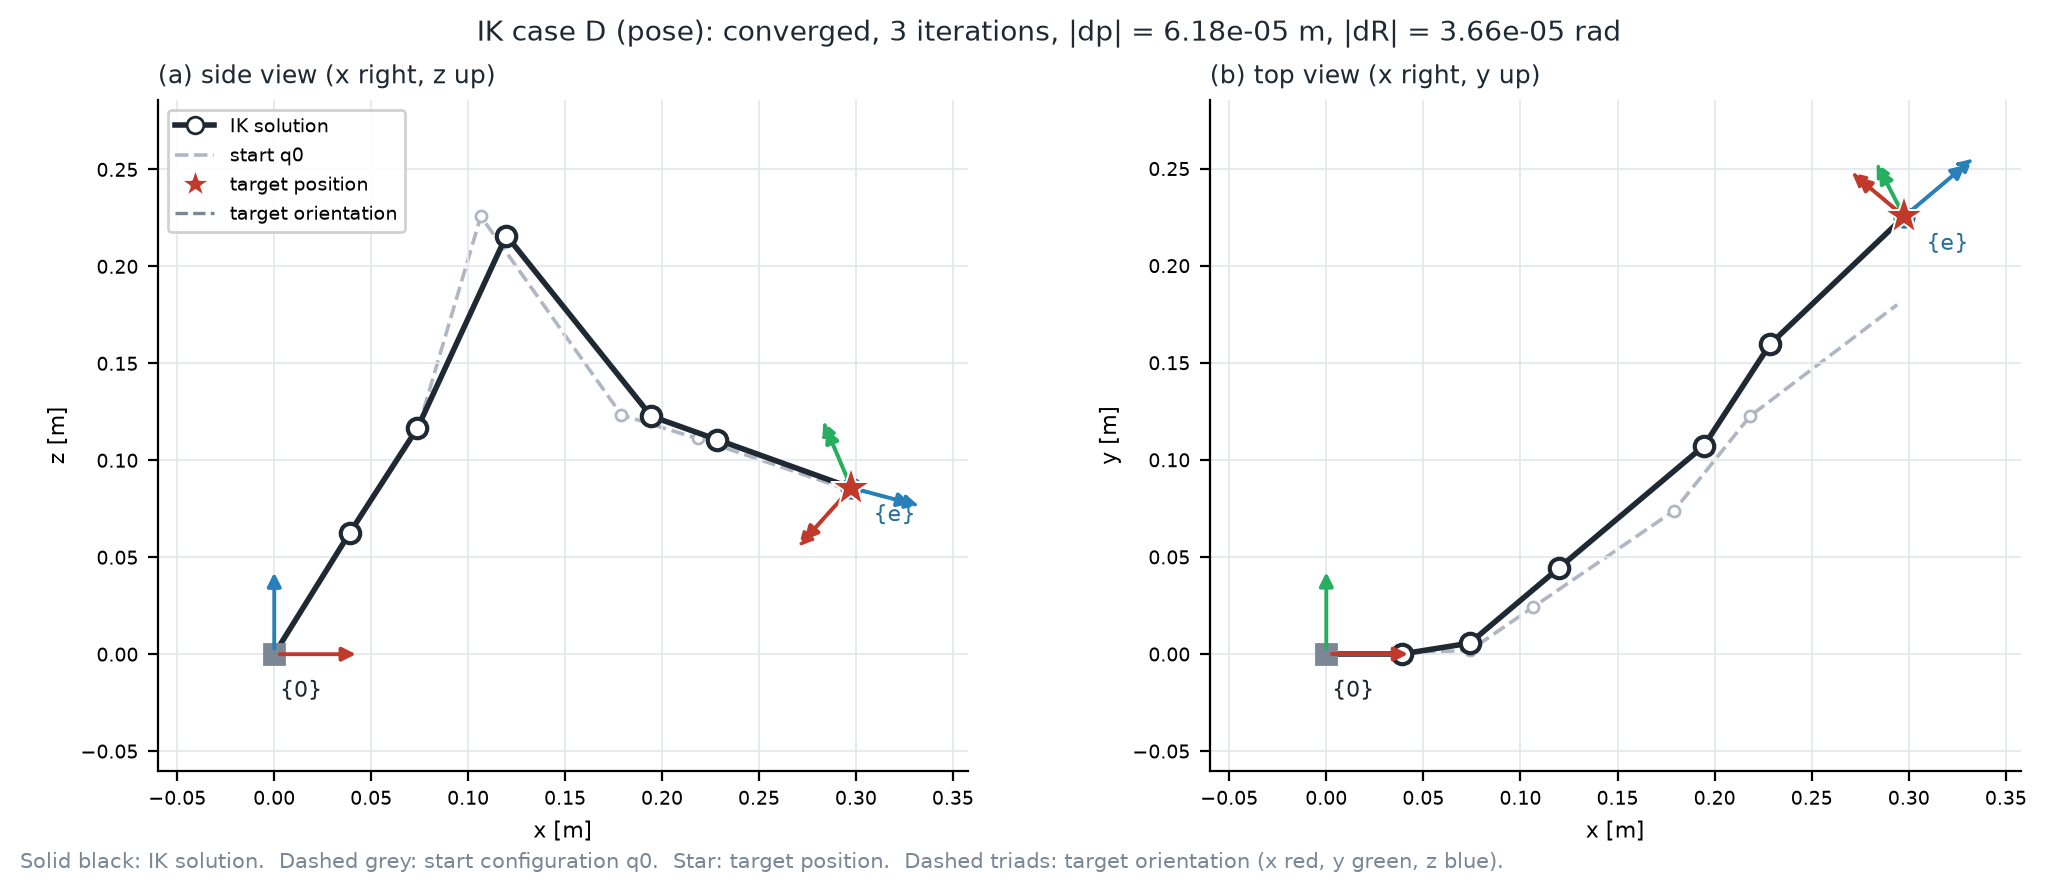 IK case D (pose): converged, 3 iterations, |dp| = 6.18e-05 m, |dR| = 3.66e-05 rad
(a) side view (x right, z up)
IK solution
start q0
target position
target orientation
0.25
0.20
0.15
0.10
0.05
0.00
−0.05
z [m]
{e}
{0}
−0.05
0.00
0.05
0.10
0.15
0.20
0.25
0.30
0.35
x [m]
(b) top view (x right, y up)
0.25
0.20
0.15
0.10
0.05
0.00
−0.05
y [m]
{e}
{0}
−0.05
0.00
0.05
0.10
0.15
0.20
0.25
0.30
0.35
x [m]
Solid black: IK solution.  Dashed grey: start configuration q0.  Star: target position.  Dashed triads: target orientation (x red, y green, z blue).